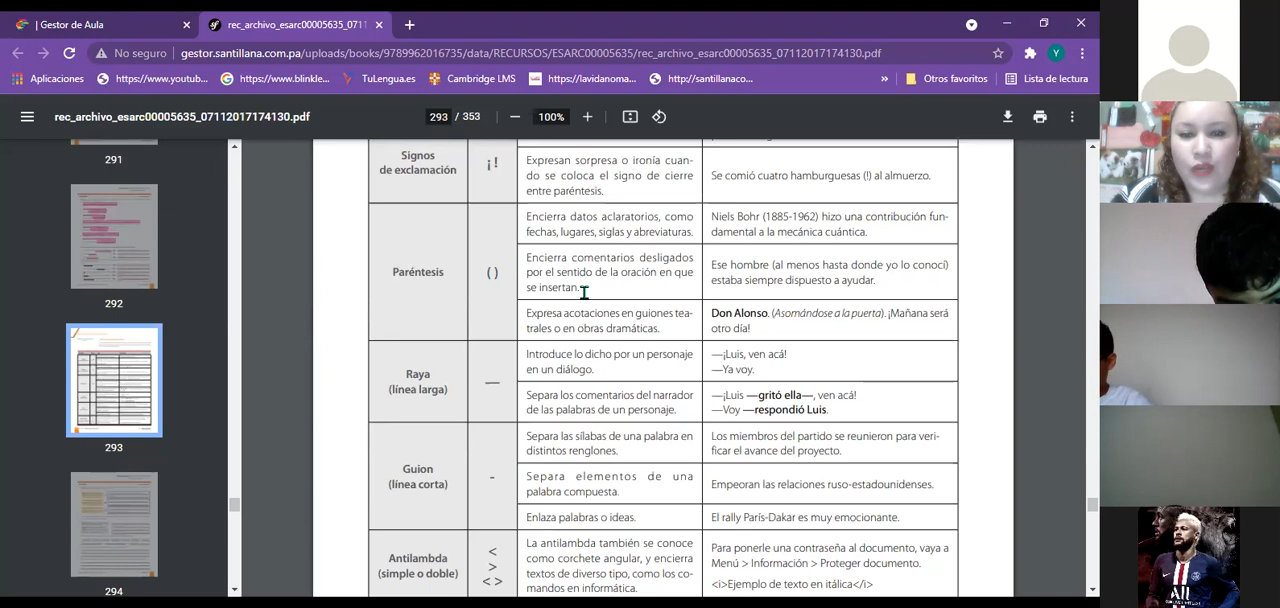 | Gestor de Aula
rec_archivo_esarc00005635_0711
No seguro
gestor.santillana.com.pa/uploads/books/9789962016735/data/RECURSOS/ESARC00005635/rec_archivo_esarc00005635_07112017174130.pdf
Y
Aplicaciones
https://www.youtub...
https://www.blinkle...
TuLengua.es
Cambridge LMS
https://lavidanoma...
http://santillanaco...
»
Otros favoritos
Lista de lectura
rec_archivo_esarc00005635_07112017174130.pdf
293 / 353
100%
291
292
293
294
Signos
de exclamación
¡ !
Expresan sorpresa o ironía cuan-
do se coloca el signo de cierre
entre paréntesis.
Se comió cuatro hamburguesas (!) al almuerzo.
Paréntesis
( )
Encierra datos aclaratorios, como
fechas, lugares, siglas y abreviaturas.
Niels Bohr (1885-1962) hizo una contribución fun-
damental a la mecánica cuántica.
Encierra comentarios desligados
por el sentido de la oración en que
se insertan.
Ese hombre (al menos hasta donde yo lo conocí)
estaba siempre dispuesto a ayudar.
Expresa acotaciones en guiones tea-
trales o en obras dramáticas.
Don Alonso. (Asomándose a la puerta). ¡Mañana será
otro día!
Raya
(línea larga)
—
Introduce lo dicho por un personaje
en un diálogo.
—¡Luis, ven acá!
—Ya voy.
Separa los comentarios del narrador
de las palabras de un personaje.
—¡Luis —gritó ella—, ven acá!
—Voy —respondió Luis.
Guion
(línea corta)
-
Separa las sílabas de una palabra en
distintos renglones.
Los miembros del partido se reunieron para veri-
ficar el avance del proyecto.
Separa elementos de una
palabra compuesta.
Empeoran las relaciones ruso-estadounidenses.
Enlaza palabras o ideas.
El rally París-Dakar es muy emocionante.
Antilambda
(simple o doble)
<
>
< >
La antilambda también se conoce
como corchete angular, y encierra
textos de diverso tipo, como los co-
mandos en informática.
Para ponerle una contraseña al documento, vaya a
Menú > Información > Proteger documento.
<i>Ejemplo de texto en itálica</i>